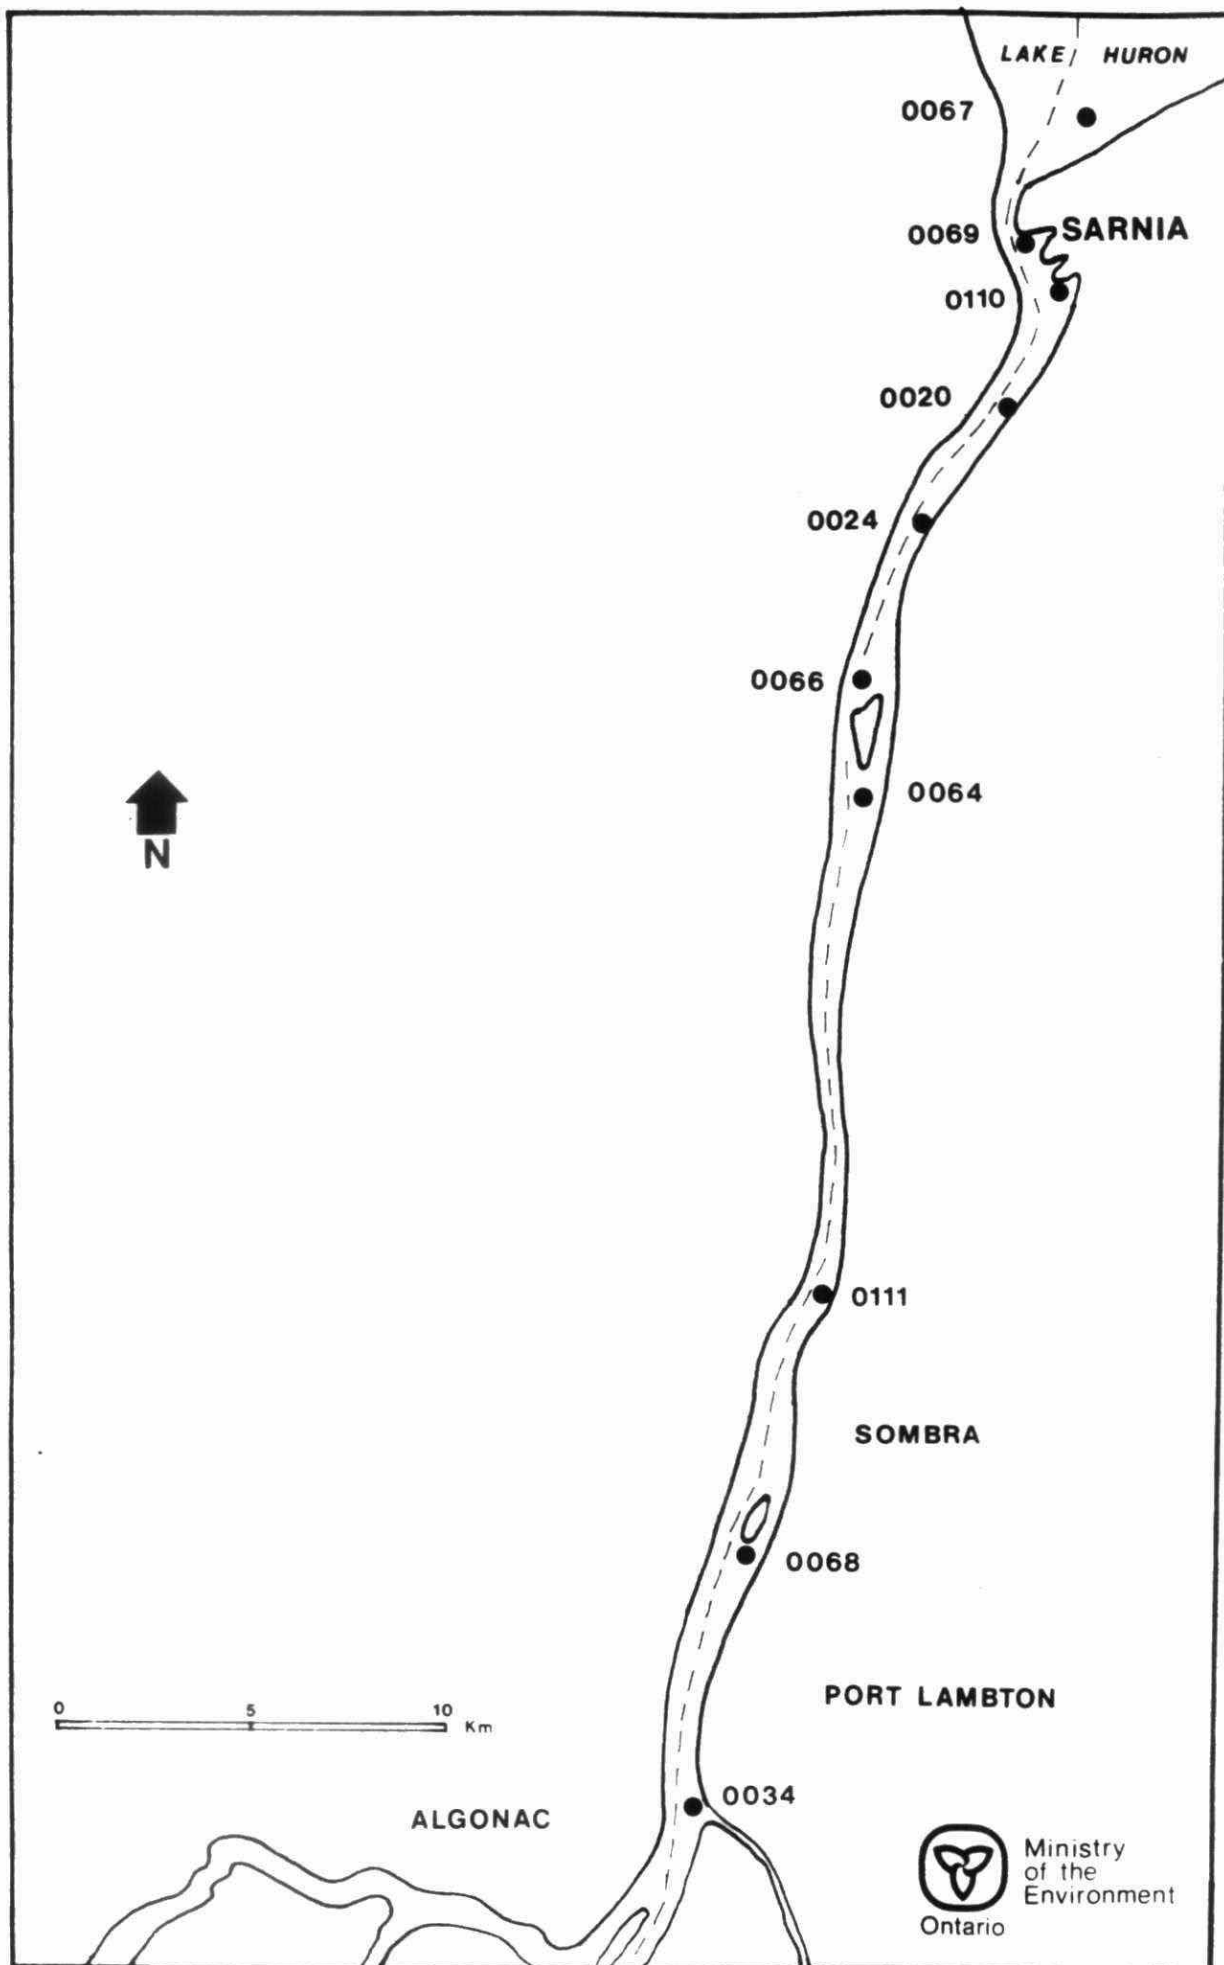 LAKE HURON
0067
0069
SARNIA
0110
0020
0024
0066
0064
N
0111
SOMBRA
0068
PORT LAMBTON
0 5 10
Km
0034
ALGONAC
Ministry
of the
Environment
Ontario